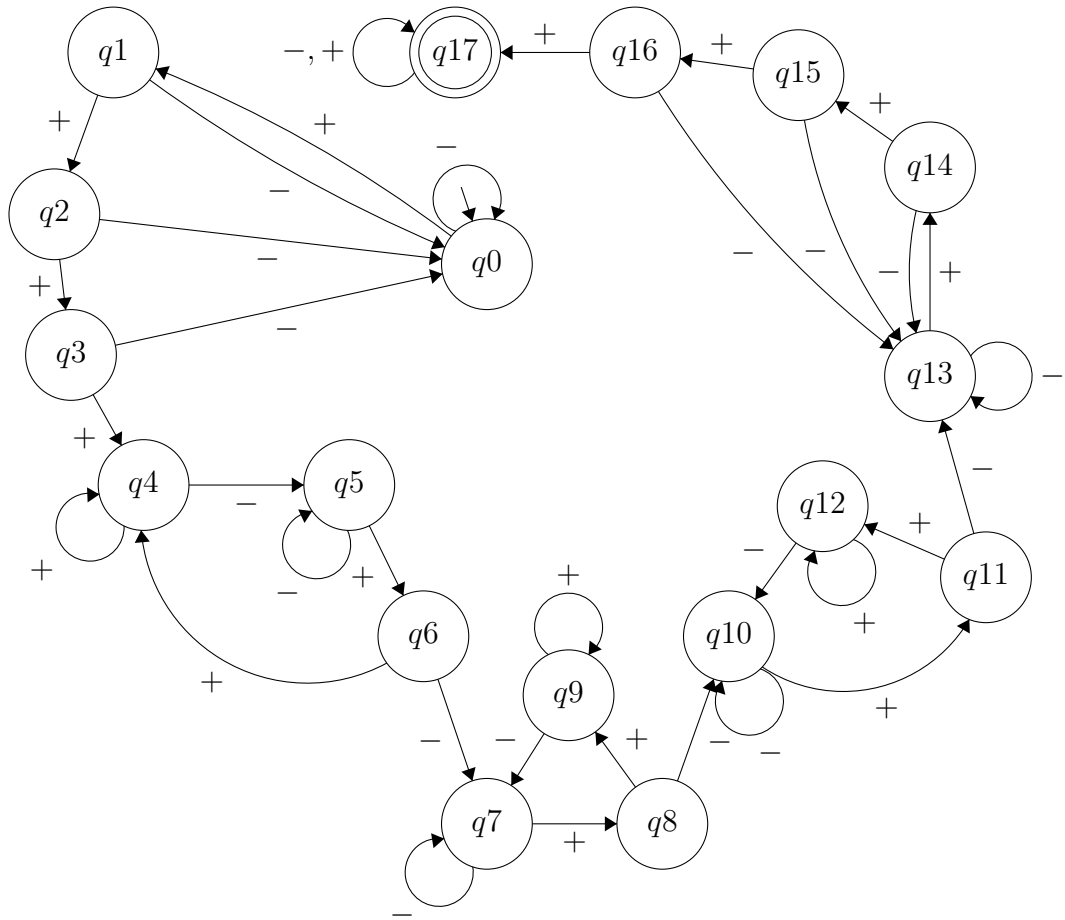 q1
−, +
q17
+
q16
+
q15
+
+
+
−
q14
q2
−
−
−
−
−
−
+
+
q0
q3
−
q13
−
+
q4
−
q5
q12
+
−
+
−
+
−
+
q11
+
q6
q10
+
+
q9
+
−
−
+
−
−
q7
+
q8
−